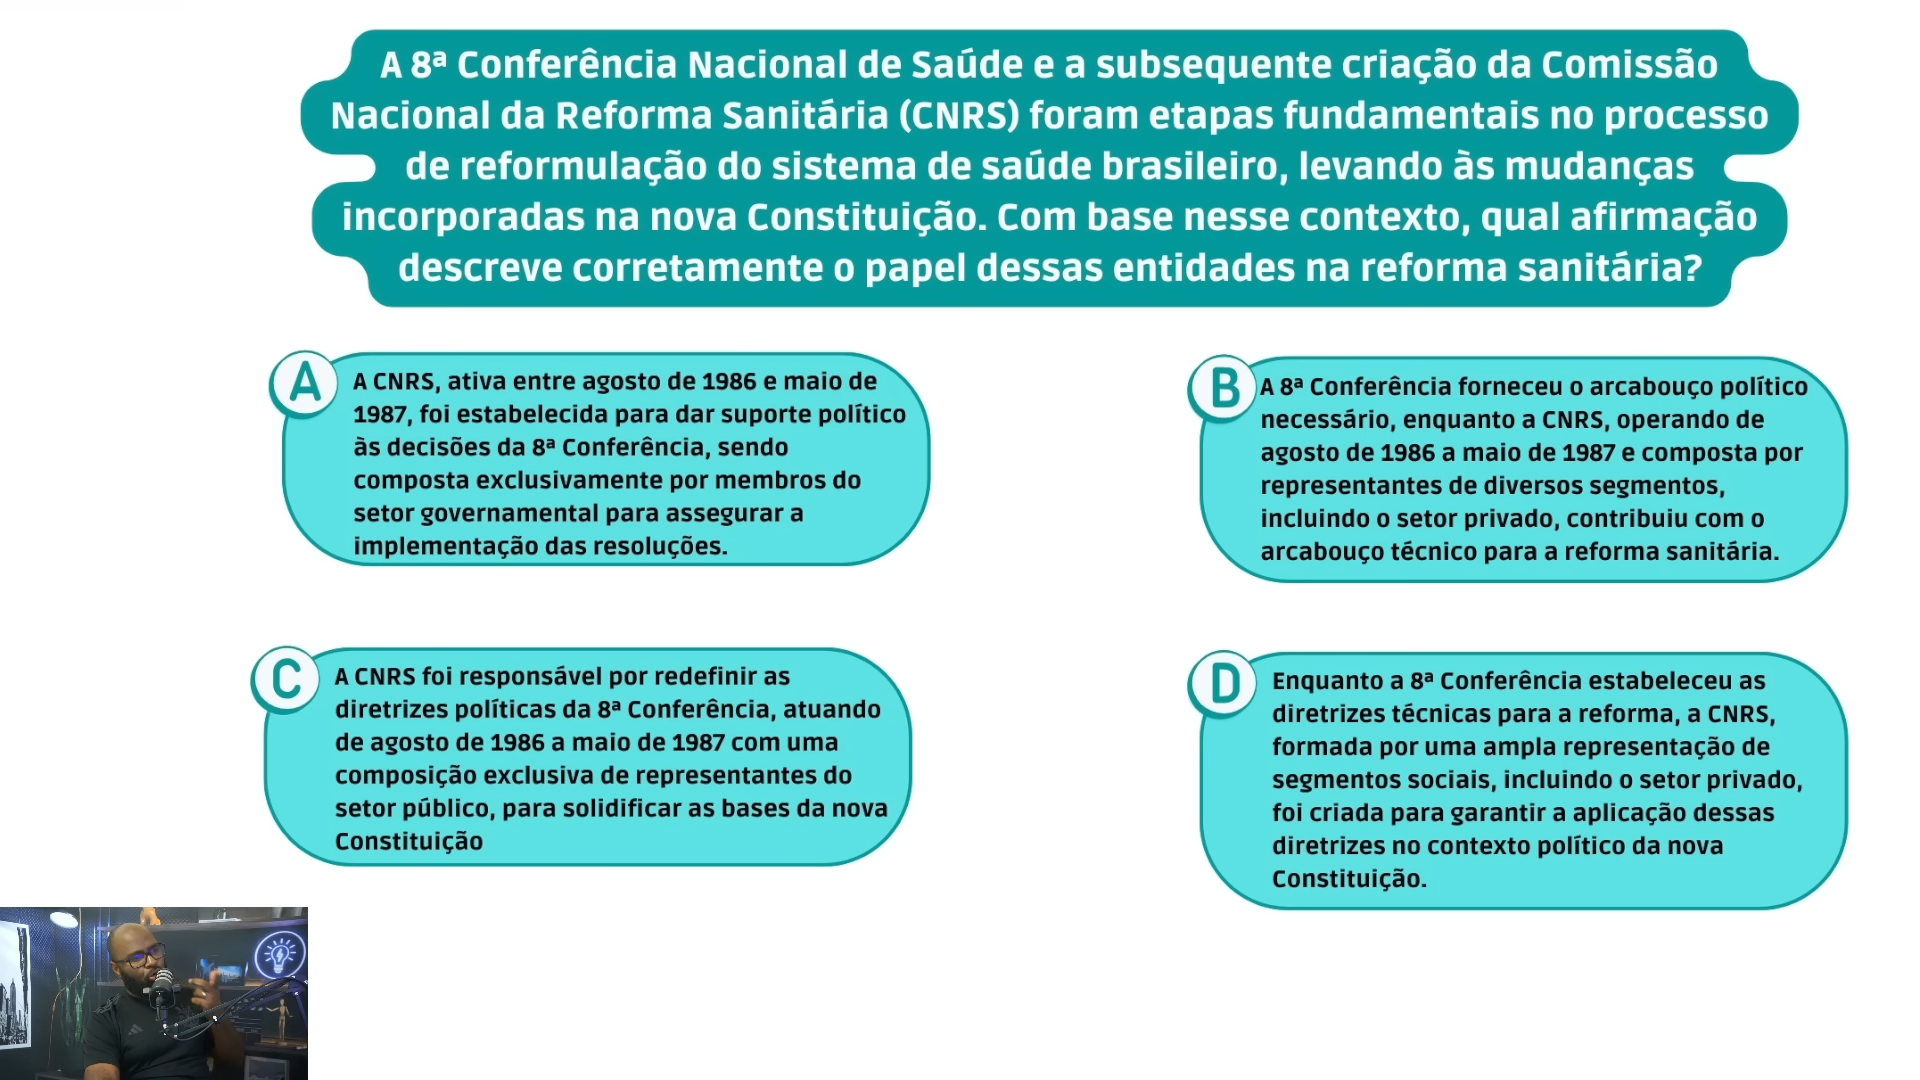 A 8ª Conferência Nacional de Saúde e a subsequente criação da Comissão
Nacional da Reforma Sanitária (CNRS) foram etapas fundamentais no processo
de reformulação do sistema de saúde brasileiro, levando às mudanças
incorporadas na nova Constituição. Com base nesse contexto, qual afirmação
descreve corretamente o papel dessas entidades na reforma sanitária?
A
A CNRS, ativa entre agosto de 1986 e maio de
1987, foi estabelecida para dar suporte político
às decisões da 8ª Conferência, sendo
composta exclusivamente por membros do
setor governamental para assegurar a
implementação das resoluções.
B
A 8ª Conferência forneceu o arcabouço político
necessário, enquanto a CNRS, operando de
agosto de 1986 a maio de 1987 e composta por
representantes de diversos segmentos,
incluindo o setor privado, contribuiu com o
arcabouço técnico para a reforma sanitária.
C
A CNRS foi responsável por redefinir as
diretrizes políticas da 8ª Conferência, atuando
de agosto de 1986 a maio de 1987 com uma
composição exclusiva de representantes do
setor público, para solidificar as bases da nova
Constituição
D
Enquanto a 8ª Conferência estabeleceu as
diretrizes técnicas para a reforma, a CNRS,
formada por uma ampla representação de
segmentos sociais, incluindo o setor privado,
foi criada para garantir a aplicação dessas
diretrizes no contexto político da nova
Constituição.